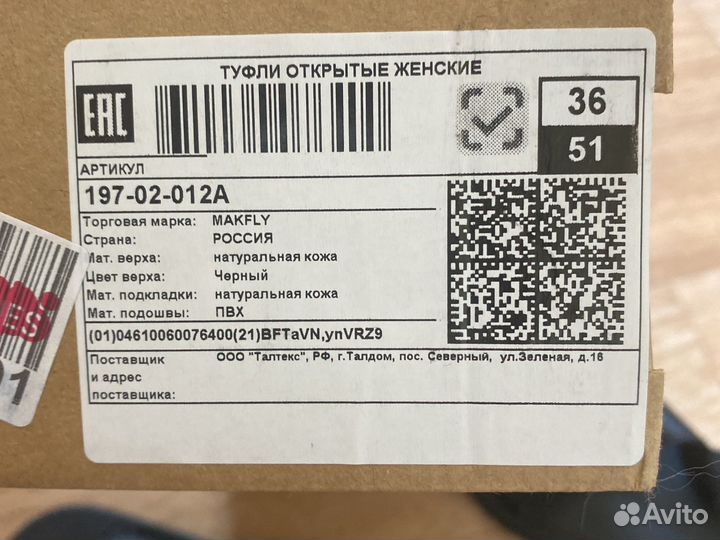 ТУФЛИ ОТКРЫТЫЕ ЖЕНСКИЕ
EAC
36
51
АРТИКУЛ
197-02-012A
Торговая марка: MAKFLY
Страна: РОССИЯ
Мат. верха: натуральная кожа
Цвет верха: Черный
Мат. подкладки: натуральная кожа
Мат. подошвы: ПВХ
(01)04610060076400(21)BFTaVN,ynVRZ9
Поставщик и адрес поставщика: ООО "Талтекс", РФ, г.Талдом, пос. Северный, ул.Зеленая, д.16
ES
01
Avito